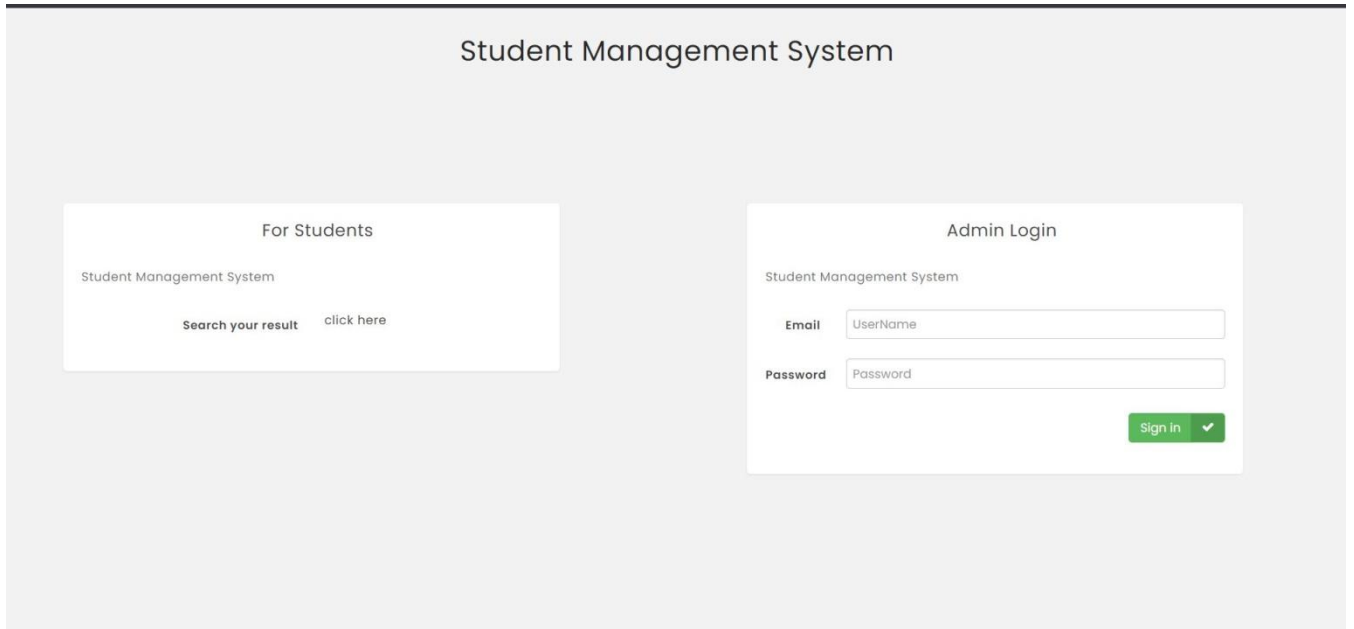 Student Management System
For Students
Student Management System
Search your result click here
Admin Login
Student Management System
Email UserName
Password Password
Sign in